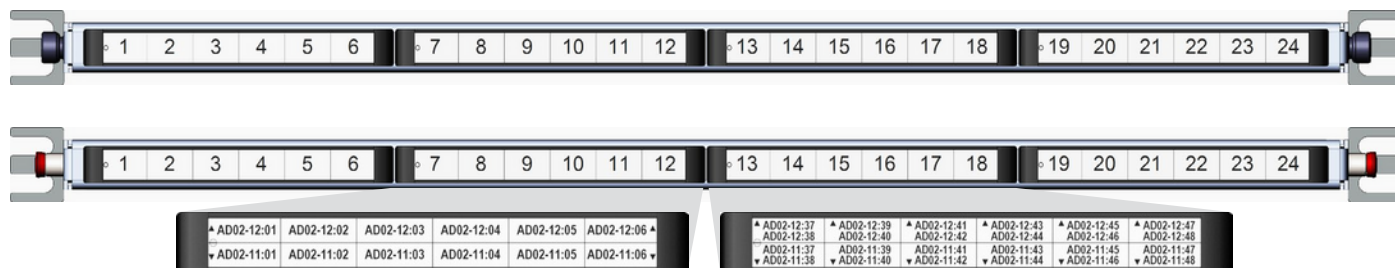 1 2 3 4 5 6 7 8 9 10 11 12 13 14 15 16 17 18 19 20 21 22 23 24
1 2 3 4 5 6 7 8 9 10 11 12 13 14 15 16 17 18 19 20 21 22 23 24
▲ AD02-12:01 AD02-12:02 AD02-12:03 AD02-12:04 AD02-12:05 AD02-12:06 ▲
▼ AD02-11:01 AD02-11:02 AD02-11:03 AD02-11:04 AD02-11:05 AD02-11:06 ▼
▲ AD02-12:37 ▲ AD02-12:39 ▲ AD02-12:41 ▲ AD02-12:43 ▲ AD02-12:45 ▲ AD02-12:47
AD02-12:38 AD02-12:40 AD02-12:42 AD02-12:44 AD02-12:46 AD02-12:48
AD02-11:37 AD02-11:39 AD02-11:41 AD02-11:43 AD02-11:45 AD02-11:47
▼ AD02-11:38 ▼ AD02-11:40 ▼ AD02-11:42 ▼ AD02-11:44 ▼ AD02-11:46 ▼ AD02-11:48